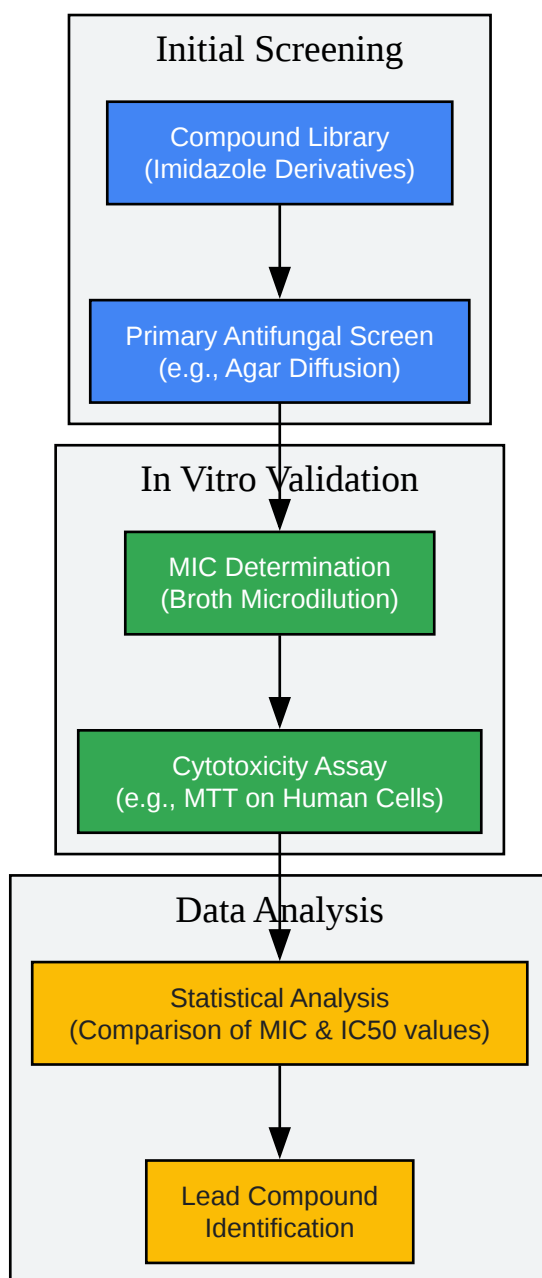 Initial Screening
Compound Library
(Imidazole Derivatives)
Primary Antifungal Screen
(e.g., Agar Diffusion)
In Vitro Validation
MIC Determination
(Broth Microdilution)
Cytotoxicity Assay
(e.g., MTT on Human Cells)
Data Analysis
Statistical Analysis
(Comparison of MIC & IC50 values)
Lead Compound
Identification